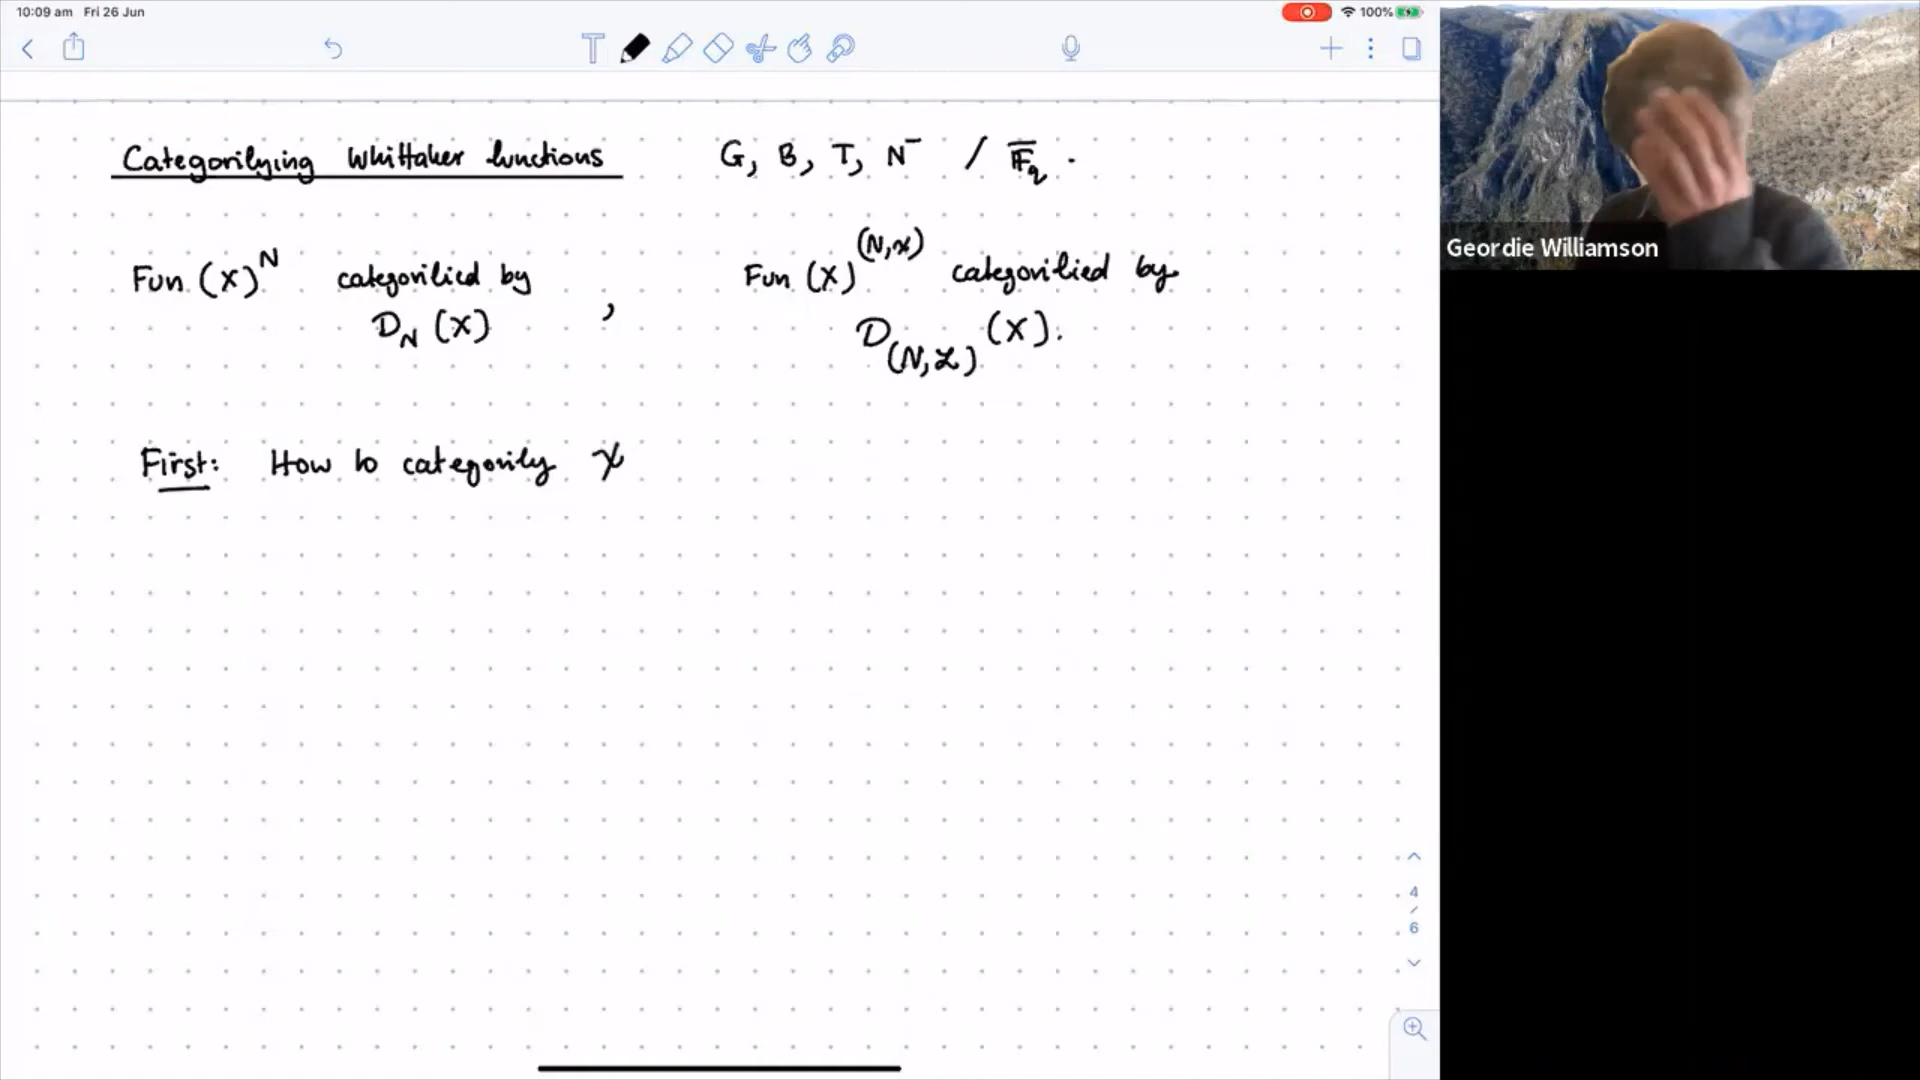 10:09 am Fri 26 Jun
100%
Categorifying Whittaker functions G, B, T, N⁻ / F̅_q .
Fun (X)^N categorified by , Fun (X)^(N,χ) categorified by
D_N (X) D_(N,ℒ) (X).
First: How to categorify χ
Geordie Williamson
4
/
6